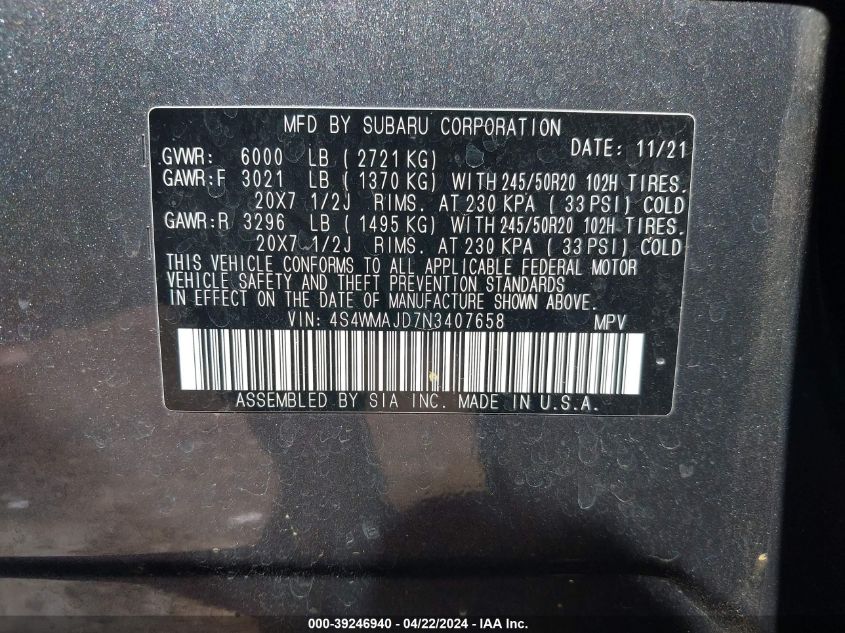 MFD BY SUBARU CORPORATION
DATE: 11/21
GVWR: 6000 LB (2721 KG)
GAWR:F 3021 LB (1370 KG) WITH 245/50R20 102H TIRES.
20X7 1/2J RIMS. AT 230 KPA (33 PSI) COLD
GAWR:R 3296 LB (1495 KG) WITH 245/50R20 102H TIRES.
20X7 1/2J RIMS. AT 230 KPA (33 PSI) COLD
THIS VEHICLE CONFORMS TO ALL APPLICABLE FEDERAL MOTOR
VEHICLE SAFETY AND THEFT PREVENTION STANDARDS
IN EFFECT ON THE DATE OF MANUFACTURE SHOWN ABOVE.
VIN: 4S4WMAJD7N3407658 MPV
ASSEMBLED BY SIA INC. MADE IN U.S.A.
000-39246940 - 04/22/2024 - IAA Inc.